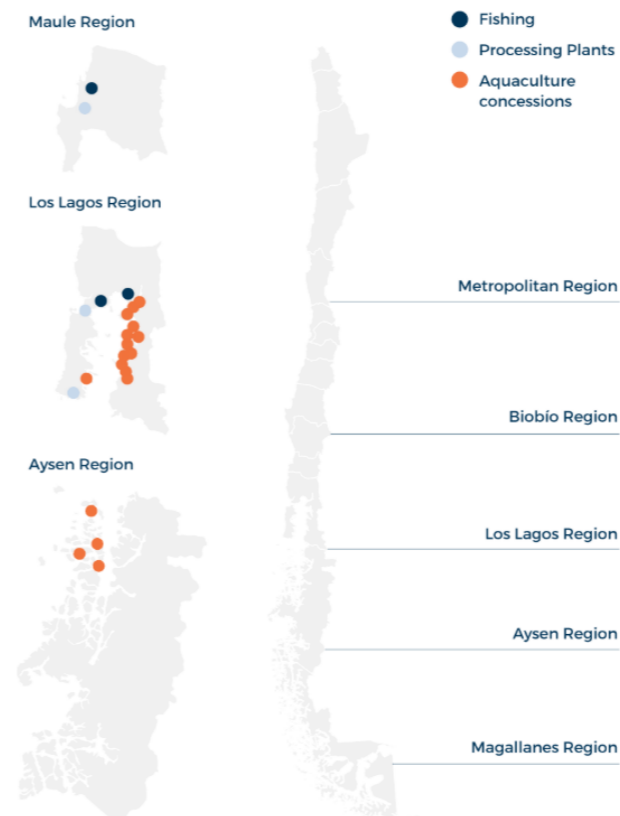 Maule Region
Fishing
Processing Plants
Aquaculture
concessions
Los Lagos Region
Metropolitan Region
Biobío Region
Aysen Region
Los Lagos Region
Aysen Region
Magallanes Region